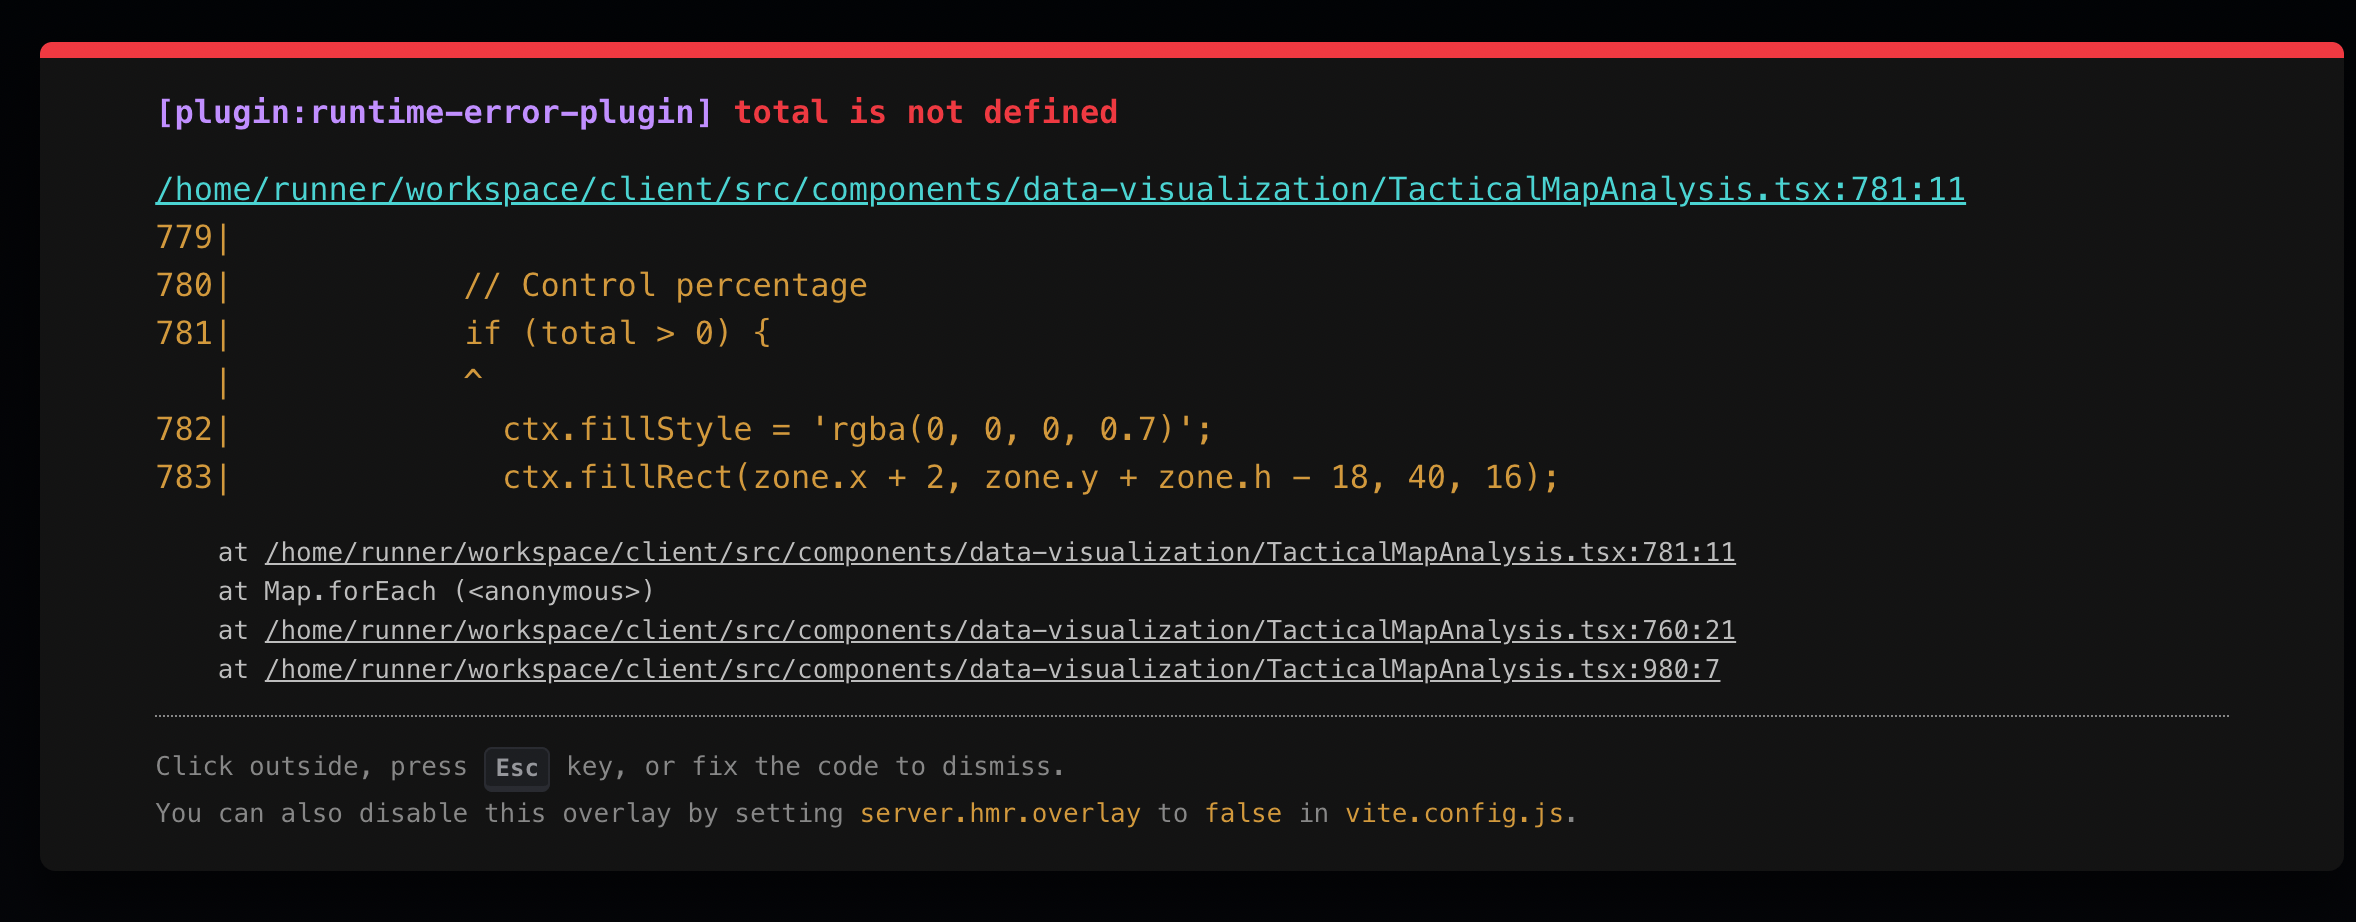 [plugin:runtime-error-plugin] total is not defined
/home/runner/workspace/client/src/components/data-visualization/TacticalMapAnalysis.tsx:781:11
779|
780|            // Control percentage
781|            if (total > 0) {
   |            ^
782|              ctx.fillStyle = 'rgba(0, 0, 0, 0.7)';
783|              ctx.fillRect(zone.x + 2, zone.y + zone.h - 18, 40, 16);
    at /home/runner/workspace/client/src/components/data-visualization/TacticalMapAnalysis.tsx:781:11
    at Map.forEach (<anonymous>)
    at /home/runner/workspace/client/src/components/data-visualization/TacticalMapAnalysis.tsx:760:21
    at /home/runner/workspace/client/src/components/data-visualization/TacticalMapAnalysis.tsx:980:7
Click outside, press Esc key, or fix the code to dismiss.
You can also disable this overlay by setting server.hmr.overlay to false in vite.config.js.